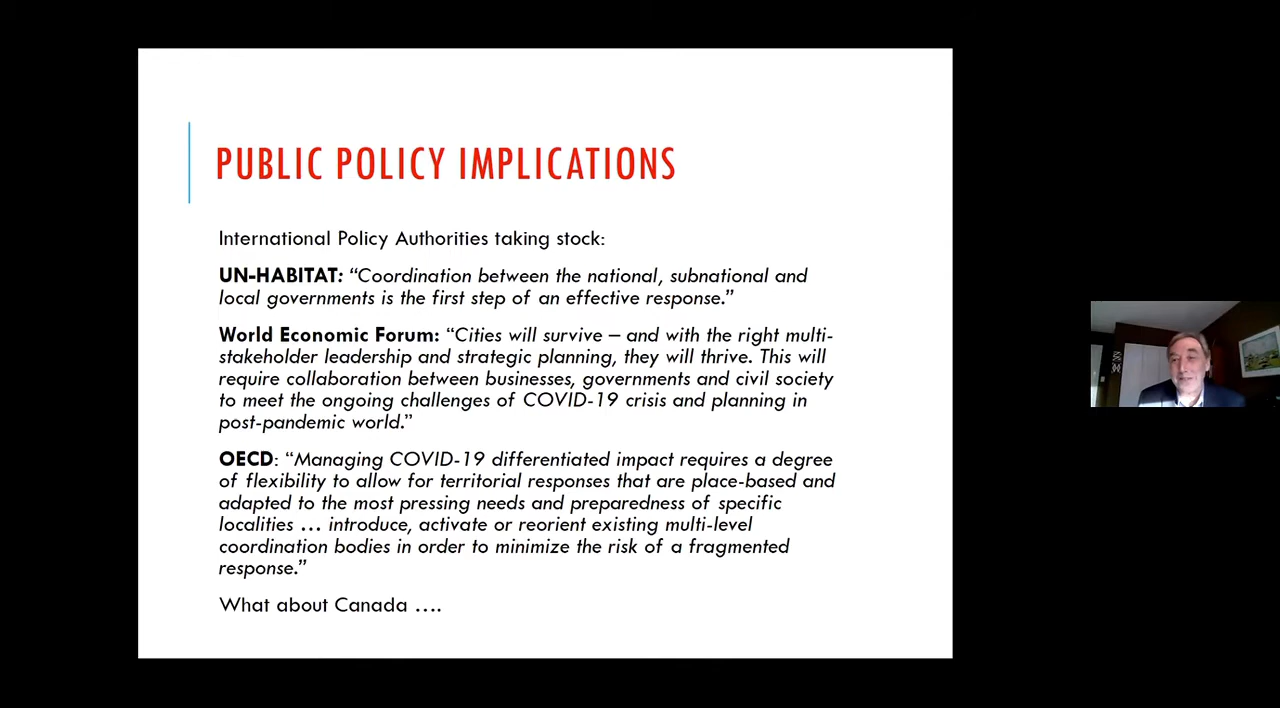 PUBLIC POLICY IMPLICATIONS
International Policy Authorities taking stock:
UN-HABITAT: “Coordination between the national, subnational and
local governments is the first step of an effective response.”
World Economic Forum: “Cities will survive – and with the right multi-
stakeholder leadership and strategic planning, they will thrive. This will
require collaboration between businesses, governments and civil society
to meet the ongoing challenges of COVID-19 crisis and planning in
post-pandemic world.”
OECD: “Managing COVID-19 differentiated impact requires a degree
of flexibility to allow for territorial responses that are place-based and
adapted to the most pressing needs and preparedness of specific
localities … introduce, activate or reorient existing multi-level
coordination bodies in order to minimize the risk of a fragmented
response.”
What about Canada ….